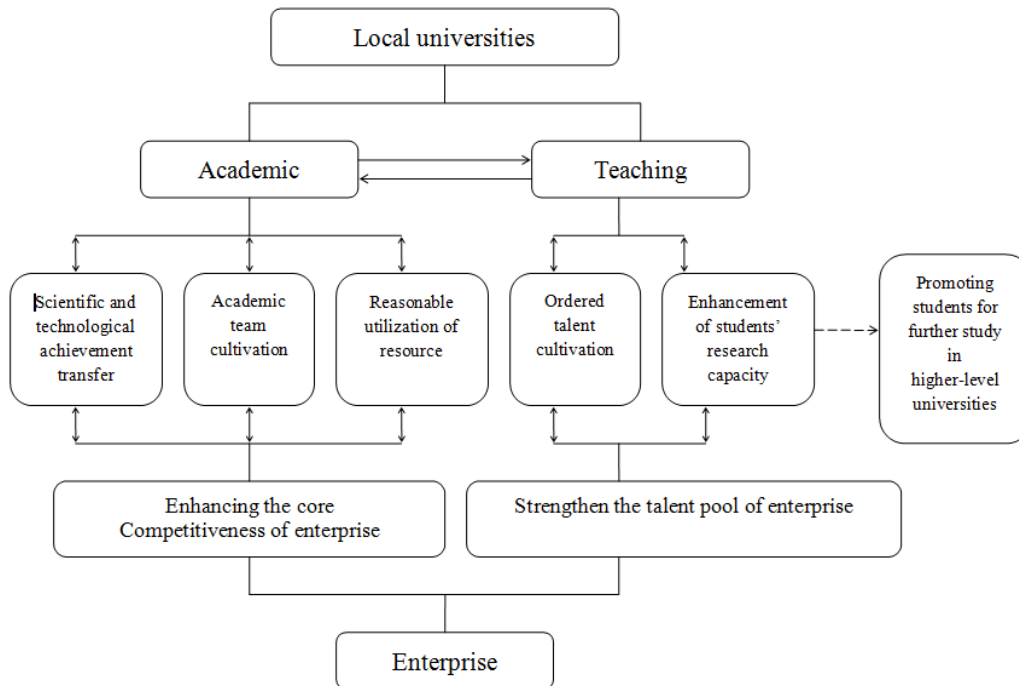 Local universities
Academic
Teaching
Scientific and
technological
achievement
transfer
Academic
team
cultivation
Reasonable
utilization of
resource
Ordered
talent
cultivation
Enhancement
of students’
research
capacity
Promoting
students for
further study
in
higher-level
universities
Enhancing the core
Competitiveness of enterprise
Strengthen the talent pool of enterprise
Enterprise